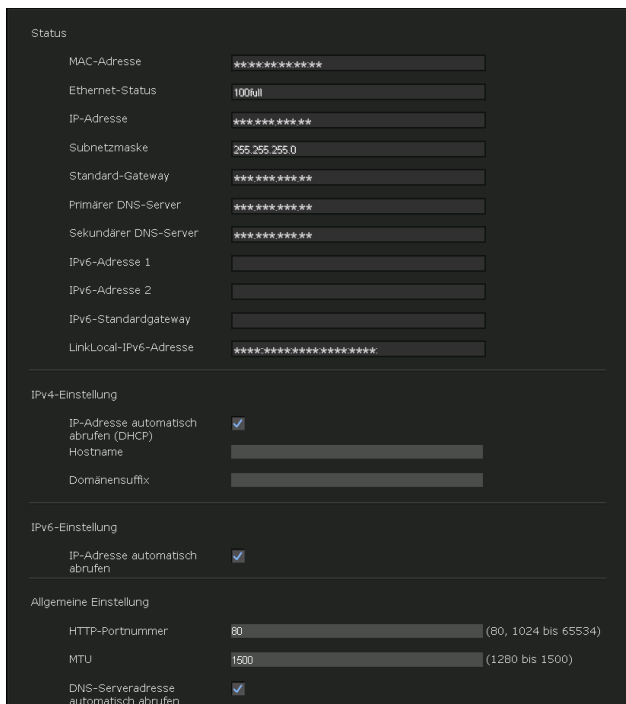 Status
MAC-Adresse **:**:**:**:**:**
Ethernet-Status 100full
IP-Adresse ***.***.***.**
Subnetzmaske 255.255.255.0
Standard-Gateway ***.***.***.**
Primärer DNS-Server ***.***.***.**
Sekundärer DNS-Server ***.***.***.**
IPv6-Adresse 1
IPv6-Adresse 2
IPv6-Standardgateway
LinkLocal-IPv6-Adresse ****:****:****:****:****:
IPv4-Einstellung
IP-Adresse automatisch
abrufen (DHCP)
Hostname
Domänensuffix
IPv6-Einstellung
IP-Adresse automatisch
abrufen
Allgemeine Einstellung
HTTP-Portnummer 80 (80, 1024 bis 65534)
MTU 1500 (1280 bis 1500)
DNS-Serveradresse
automatisch abrufen